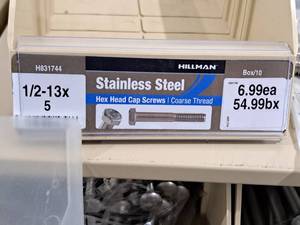 H831744
HILLMAN
Box/10
1/2-13x
5
Stainless Steel
Hex Head Cap Screws | Coarse Thread
6.99ea
54.99bx